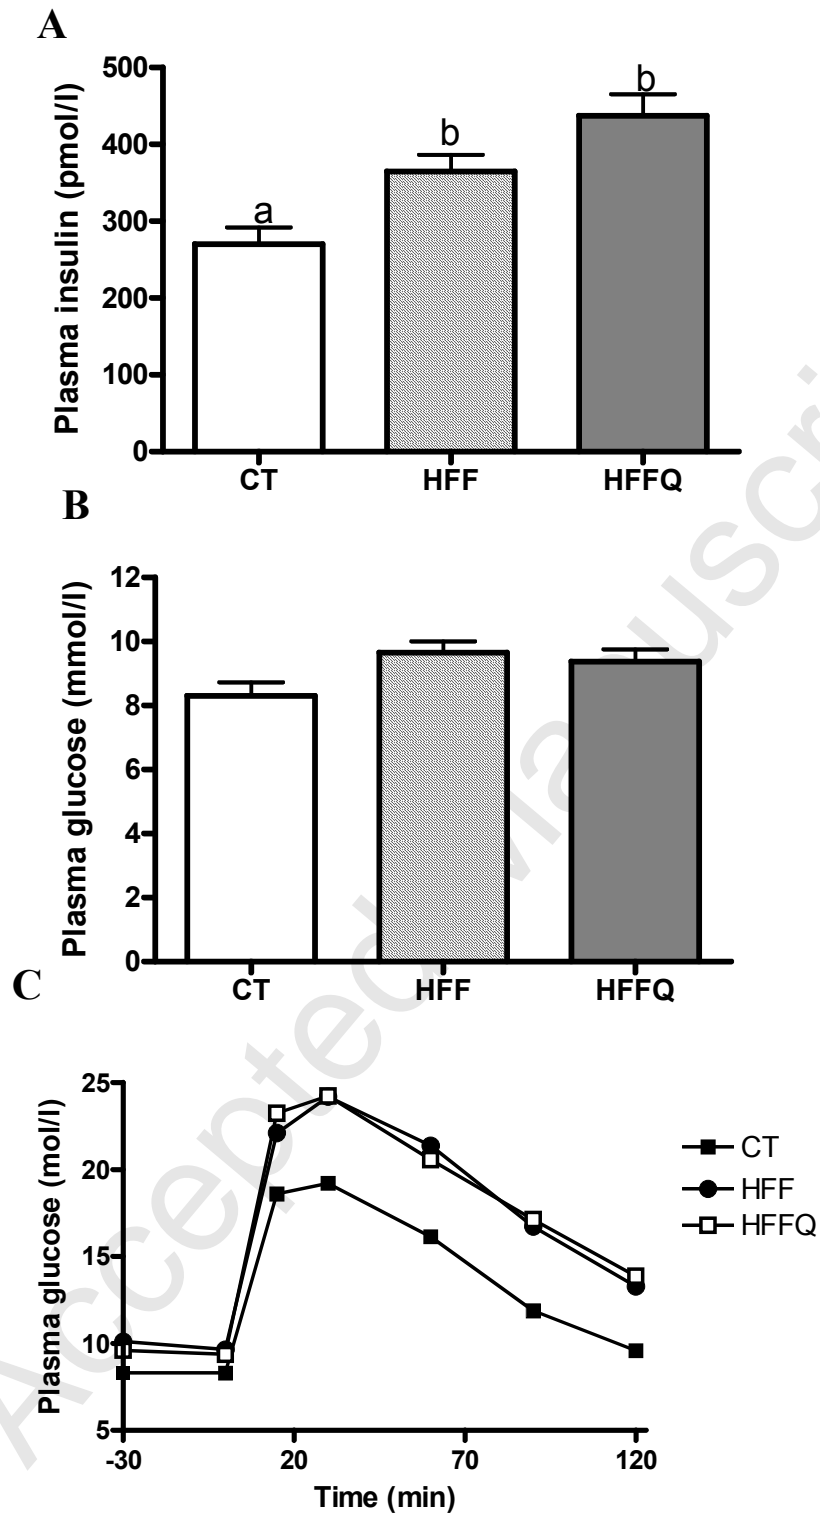 A
Plasma insulin (pmol/l)
500
400
300
200
100
0
a
b
b
CT HFF HFFQ
B
Plasma glucose (mmol/l)
12
10
8
6
4
2
0
CT HFF HFFQ
C
Plasma glucose (mol/l)
25
20
15
10
5
-30 20 70 120
Time (min)
CT
HFF
HFFQ
Accepted Manuscri